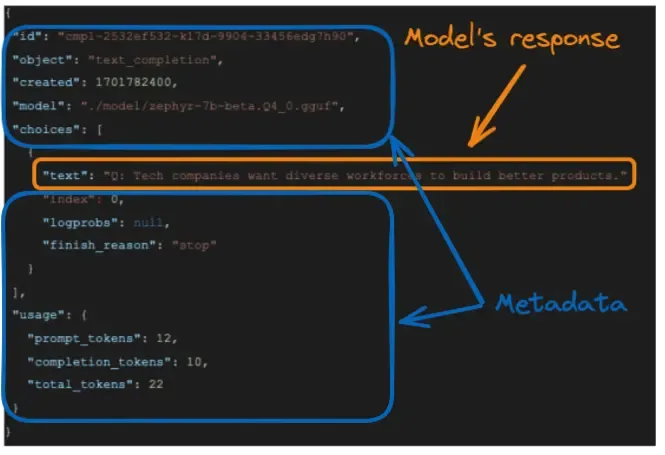 {
"id": "cmpl-2532ef532-k17d-9904-33456edg7h90",
"object": "text_completion",
"created": 1701782400,
"model": "./model/zephyr-7b-beta.Q4_0.gguf",
"choices": [
{
"text": "Q: Tech companies want diverse workforces to build better products."
"index": 0,
"logprobs": null,
"finish_reason": "stop"
}
],
"usage": {
"prompt_tokens": 12,
"completion_tokens": 10,
"total_tokens": 22
}
}
Model's response
Metadata